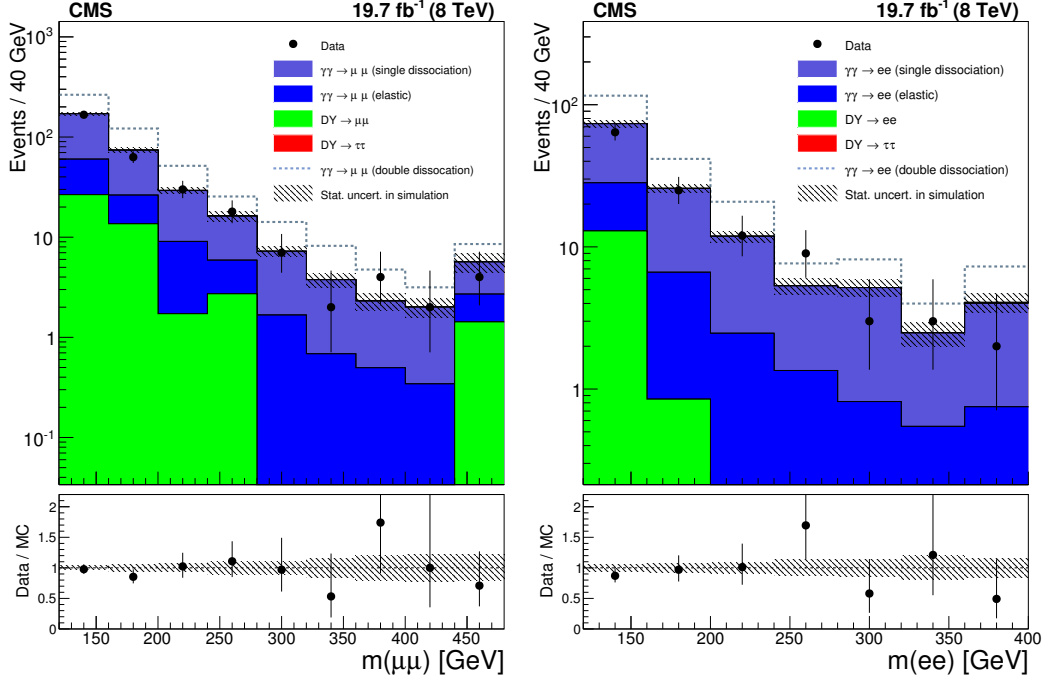 CMS 19.7 fb⁻¹ (8 TeV)
Events / 40 GeV
10³
10²
10
1
10⁻¹
Data
γγ → μ μ (single dissociation)
γγ → μ μ (elastic)
DY → μμ
DY → ττ
γγ → μ μ (double dissocation)
Stat. uncert. in simulation
Data / MC
2
1.5
1
0.5
0
150 200 250 300 350 400 450
m(μμ) [GeV]
CMS 19.7 fb⁻¹ (8 TeV)
Events / 40 GeV
10²
10
1
Data
γγ → ee (single dissociation)
γγ → ee (elastic)
DY → ee
DY → ττ
γγ → ee (double dissocation)
Stat. uncert. in simulation
Data / MC
2
1.5
1
0.5
0
150 200 250 300 350 400
m(ee) [GeV]